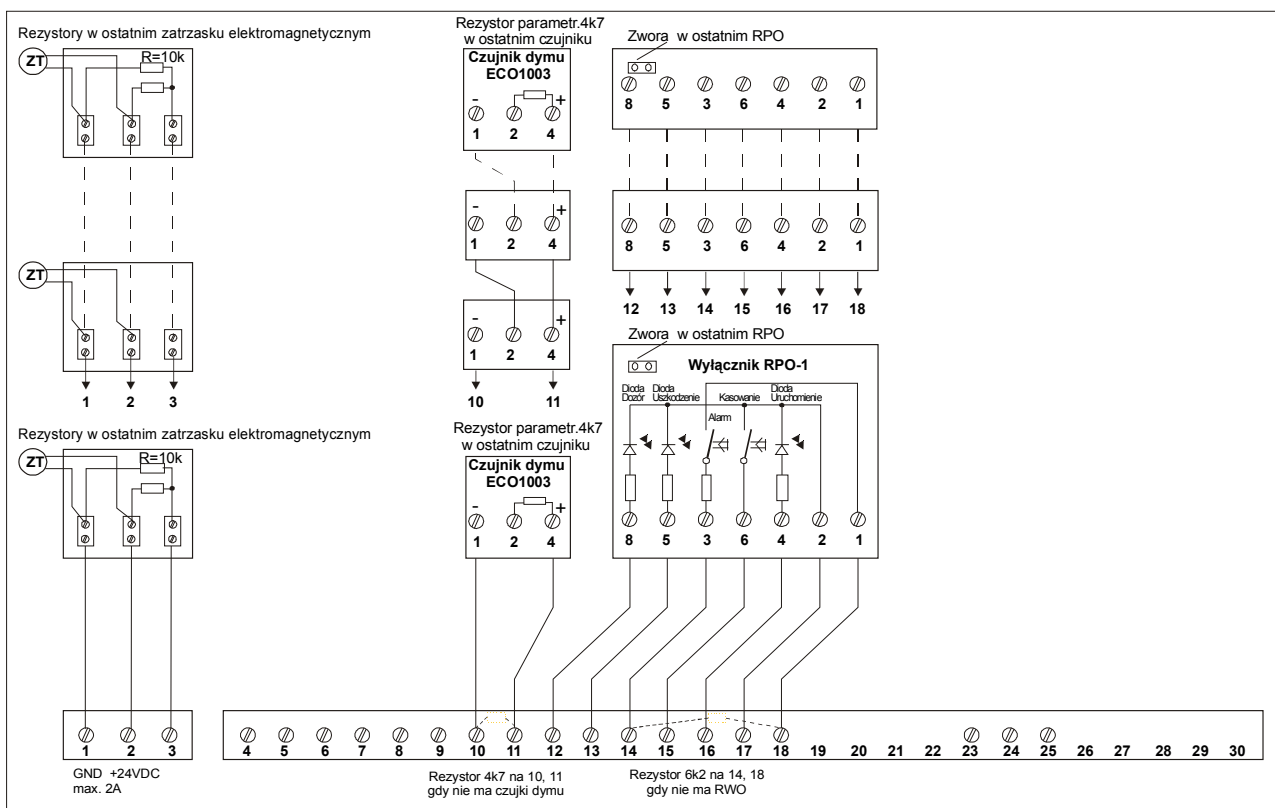 Rezystory w ostatnim zatrzasku elektromagnetycznym
ZT
R=10k
ZT
1 2 3
Rezystory w ostatnim zatrzasku elektromagnetycznym
ZT
R=10k
1 2 3
GND +24VDC
max. 2A
Rezystor parametr.4k7
w ostatnim czujniku
Czujnik dymu
ECO1003
- +
1 2 4
- +
1 2 4
- +
1 2 4
10 11
Rezystor parametr.4k7
w ostatnim czujniku
Czujnik dymu
ECO1003
- +
1 2 4
Zwora w ostatnim RPO
8 5 3 6 4 2 1
8 5 3 6 4 2 1
12 13 14 15 16 17 18
Zwora w ostatnim RPO
Wyłącznik RPO-1
Dioda
Dozór
Dioda
Uszkodzenie
Alarm
Kasowanie
Dioda
Uruchomienie
8 5 3 6 4 2 1
4 5 6 7 8 9 10 11 12 13 14 15 16 17 18 19 20 21 22 23 24 25 26 27 28 29 30
Rezystor 4k7 na 10, 11
gdy nie ma czujki dymu
Rezystor 6k2 na 14, 18
gdy nie ma RWO